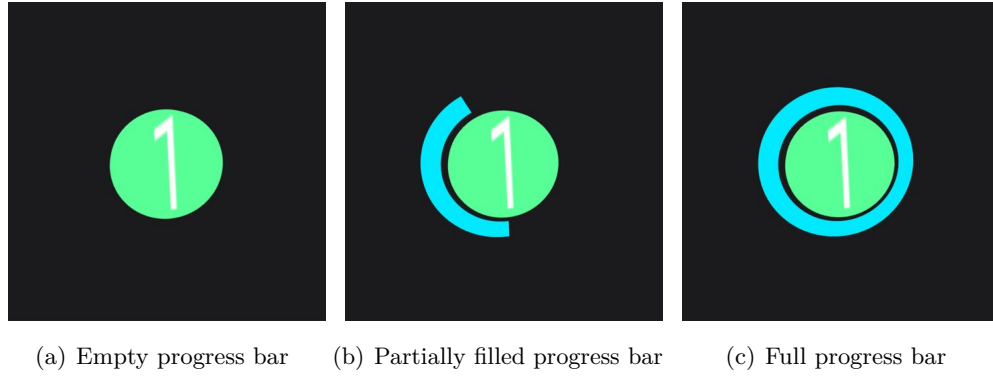 1
1
1
(a) Empty progress bar
(b) Partially filled progress bar
(c) Full progress bar